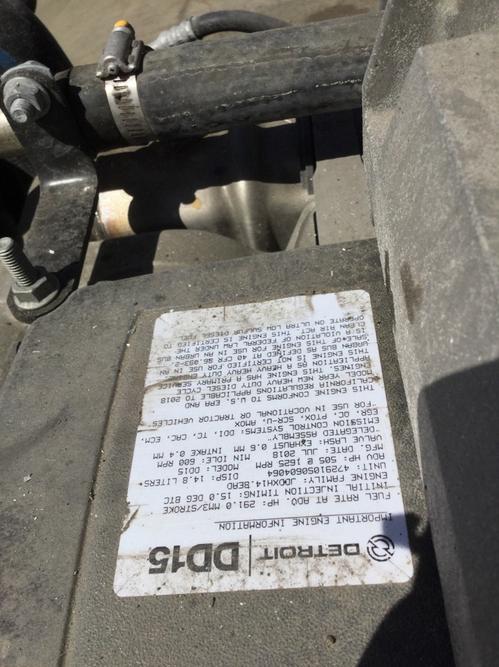 DETROIT DD15
IMPORTANT ENGINE INFORMATION
FUEL RATE AT ADV. HP: 291.0 MM3/STROKE
INITIAL INJECTION TIMING: 15.0 DEG BTC
ENGINE FAMILY: JDDXH14.8EAD
UNIT: 472910S0604064 DISP: 14.8 LITERS
ADV HP: 505 @ 1625 RPM MODEL: DD15
MFG. JUL 2018 MIN IDLE: 600 RPM
VALVE LASH: EXHAUST 0.6 MM INTAKE 0.4 MM
"DELEGATED ASSEMBLY"
EMISSION CONTROL SYSTEMS: DDI, TC, CAC, ECM,
EGR, OC, PTOX, SCR-U, AMOX
"FOR USE IN VOCATIONAL OR TRACTOR VEHICLES
THIS ENGINE CONFORMS TO U.S. EPA AND
CALIFORNIA REGULATIONS APPLICABLE TO 2018
MODEL YEAR NEW HEAVY DUTY DIESEL CYCLE
ENGINES. THIS ENGINE HAS A PRIMARY SERVICE
APPLICATION AS A HEAVY HEAVY DUTY ENGINE.
THIS ENGINE IS NOT CERTIFIED FOR USE IN AN
URBAN BUS AS DEFINED AT 40 CFR 86.093-2.
SALE OF THIS ENGINE FOR USE IN AN URBAN BUS
IS A VIOLATION OF FEDERAL LAW UNDER THE
CLEAN AIR ACT THIS ENGINE IS CERTIFIED TO
OPERATE ON ULTRA LOW SULFUR DIESEL FUEL